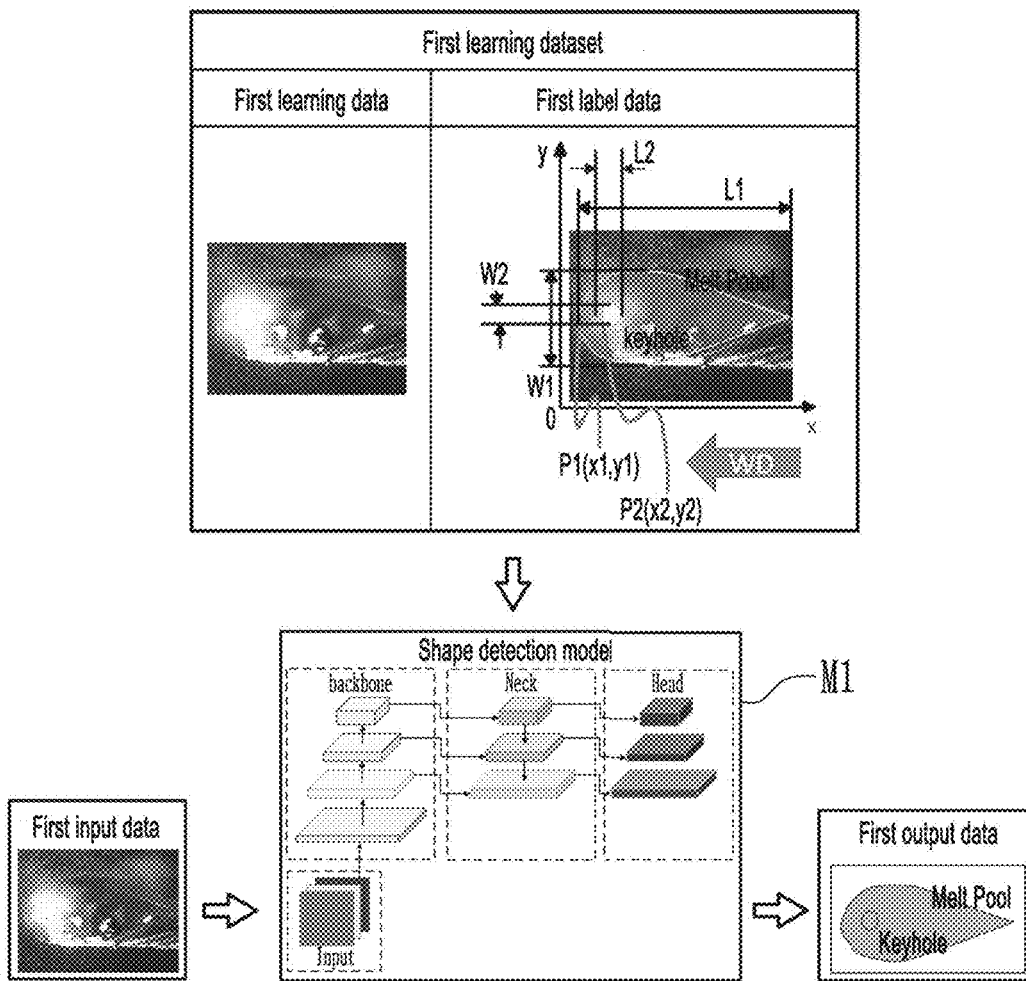 First learning dataset
First learning data
First label data
y
L2
L1
W2
Melt Popol
keyhole
W1
0
x
P1(x1,y1)
WD
P2(x2,y2)
Shape detection model
backbone
Neck
Head
M1
First input data
Input
First output data
Melt Pool
Keyhole